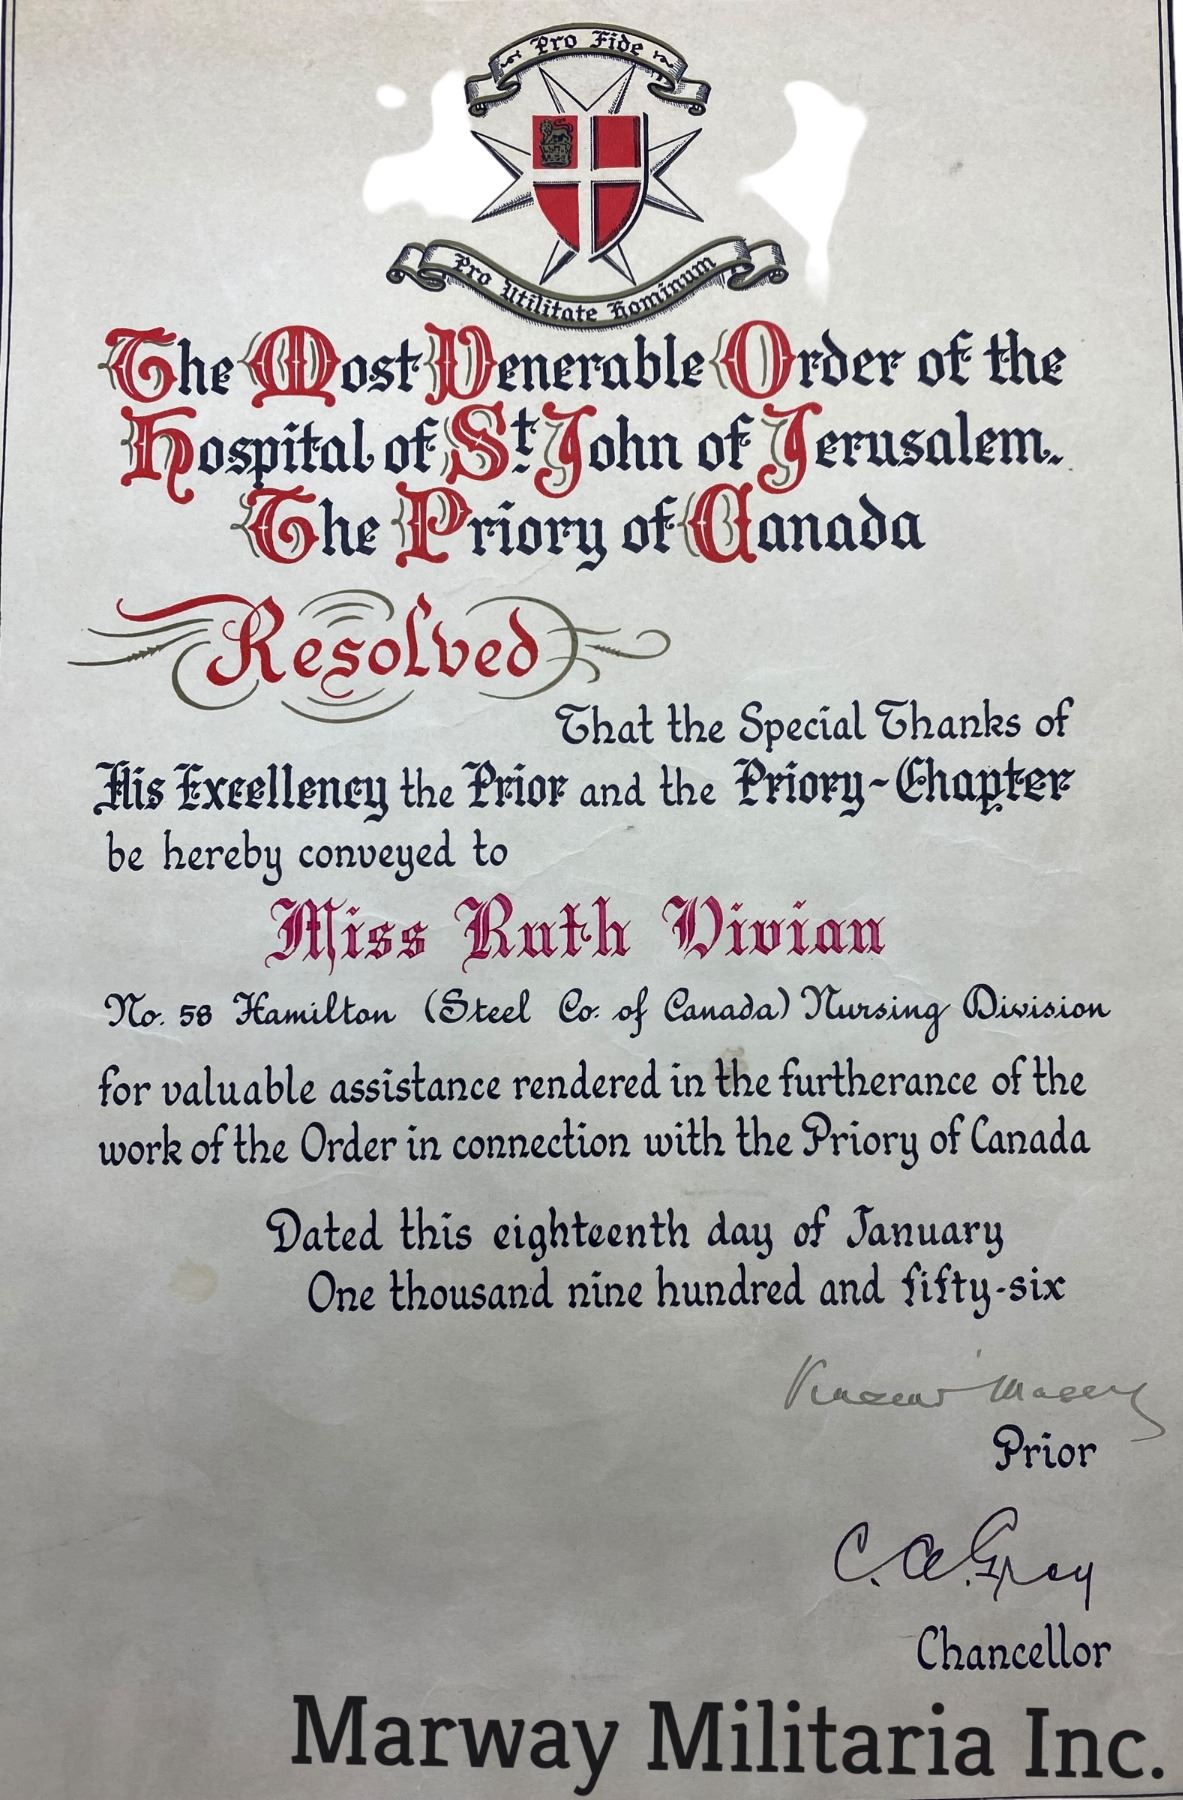 Pro Fide
Pro Utilitate Hominum
The Most Venerable Order of the
Hospital of St. John of Jerusalem.
The Priory of Canada
Resolved
That the Special Thanks of
His Excellency the Prior and the Priory-Chapter
be hereby conveyed to
Miss Ruth Vivian
No. 58 Hamilton (Steel Co. of Canada) Nursing Division
for valuable assistance rendered in the furtherance of the
work of the Order in connection with the Priory of Canada
Dated this eighteenth day of January
One thousand nine hundred and fifty-six
Vincent Massey
Prior
C. A. Gray
Chancellor
Marway Militaria Inc.